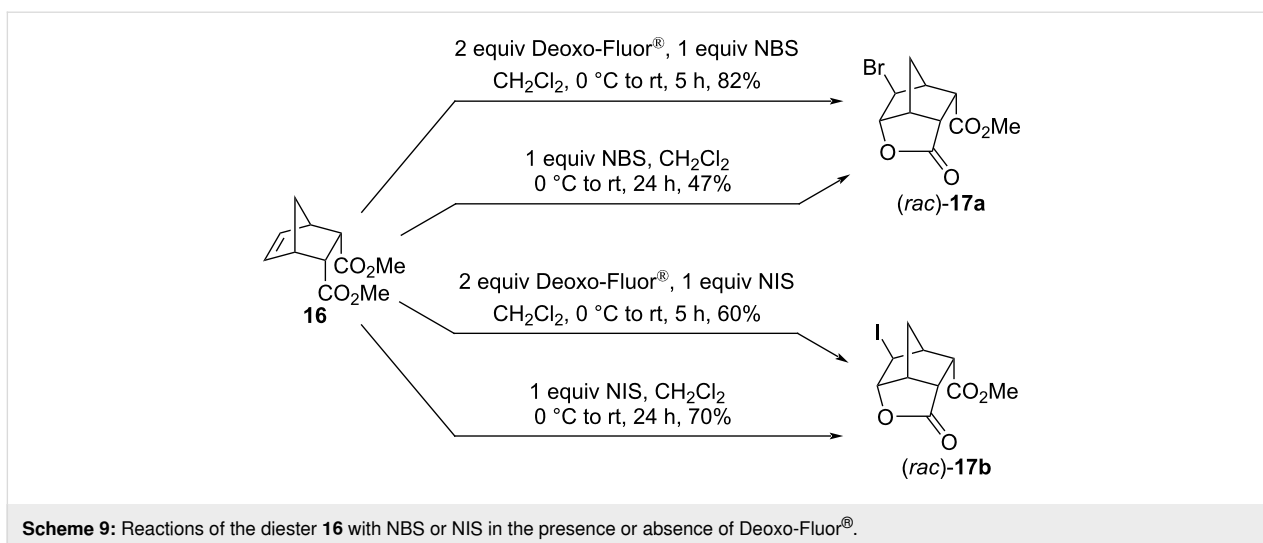 2 equiv Deoxo-Fluor®, 1 equiv NBS
CH2Cl2, 0 °C to rt, 5 h, 82%
Br
CO2Me
O
O
(rac)-17a
1 equiv NBS, CH2Cl2
0 °C to rt, 24 h, 47%
CO2Me
CO2Me
16
2 equiv Deoxo-Fluor®, 1 equiv NIS
CH2Cl2, 0 °C to rt, 5 h, 60%
I
CO2Me
O
O
(rac)-17b
1 equiv NIS, CH2Cl2
0 °C to rt, 24 h, 70%
Scheme 9: Reactions of the diester 16 with NBS or NIS in the presence or absence of Deoxo-Fluor®.